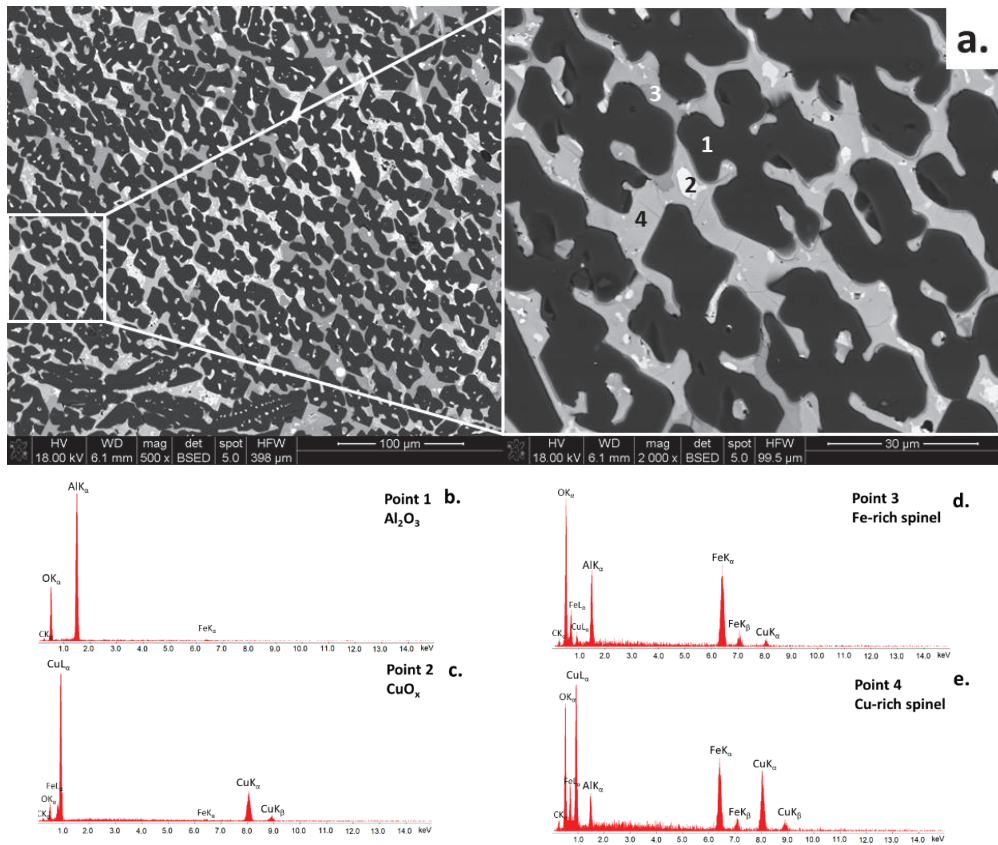 a.
3
1
2
4
HV WD mag det spot HFW 100 µm
18.00 kV 6.1 mm 500 x BSED 5.0 398 µm
HV WD mag det spot HFW 30 µm
18.00 kV 6.1 mm 2 000 x BSED 5.0 99.5 µm
b.
Point 1
Al₂O₃
AlKα
OKα
CKα
FeKα
1.0 2.0 3.0 4.0 5.0 6.0 7.0 8.0 9.0 10.0 11.0 12.0 13.0 14.0 keV
c.
Point 2
CuOₓ
CuLα
FeLα
OKα
CKα
FeKα
CuKα
CuKβ
1.0 2.0 3.0 4.0 5.0 6.0 7.0 8.0 9.0 10.0 11.0 12.0 13.0 14.0 keV
d.
Point 3
Fe-rich spinel
OKα
AlKα
FeLα
CuLα
CKα
FeKα
FeKβ
CuKα
1.0 2.0 3.0 4.0 5.0 6.0 7.0 8.0 9.0 10.0 11.0 12.0 13.0 14.0 keV
e.
Point 4
Cu-rich spinel
CuLα
OKα
FeLα
AlKα
CKα
FeKα
FeKβ
CuKα
CuKβ
1.0 2.0 3.0 4.0 5.0 6.0 7.0 8.0 9.0 10.0 11.0 12.0 13.0 14.0 keV